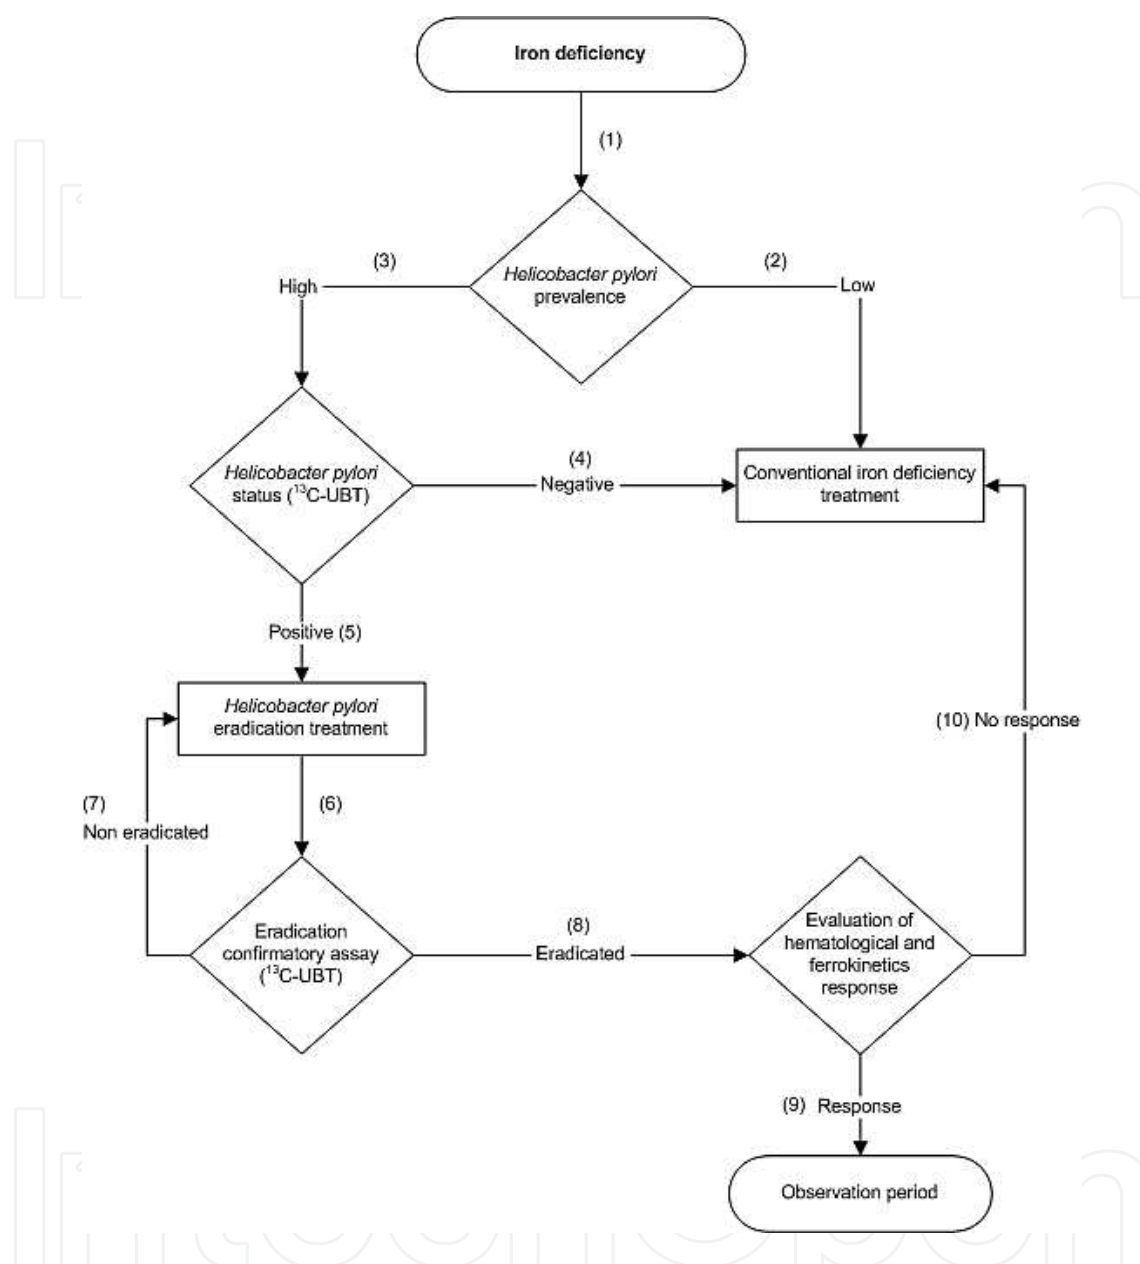 Iron deficiency
(1)
(3)
(2)
Helicobacter pylori
prevalence
High
Low
(4)
Helicobacter pylori
status (¹³C-UBT)
Negative
Conventional iron deficiency
treatment
Positive (5)
Helicobacter pylori
eradication treatment
(10) No response
(7)
(6)
Non eradicated
Eradication
confirmatory assay
(¹³C-UBT)
(8)
Eradicated
Evaluation of
hematological and
ferrokinetics
response
(9) Response
Observation period